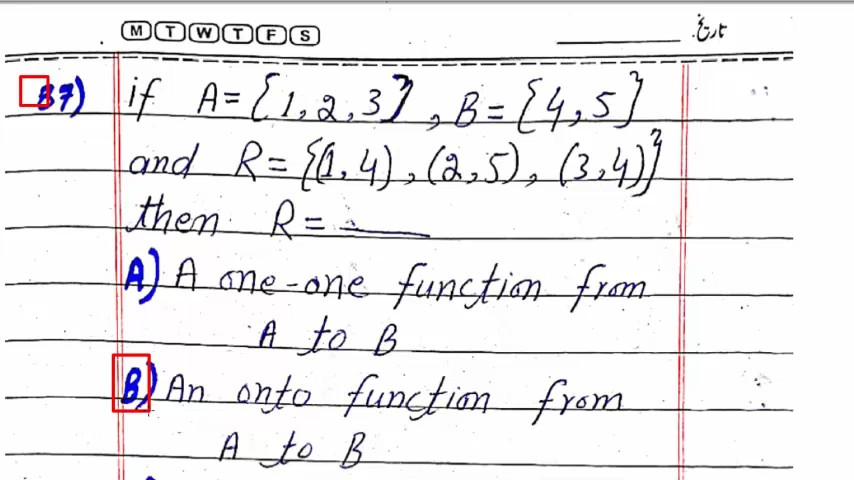 M T W T F S
تاریخ
37) if A = {1, 2, 3}, B = {4, 5}
and R = {(1, 4), (2, 5), (3, 4)}
then R = ______
A) A one-one function from
A to B
B) An onto function from
A to B